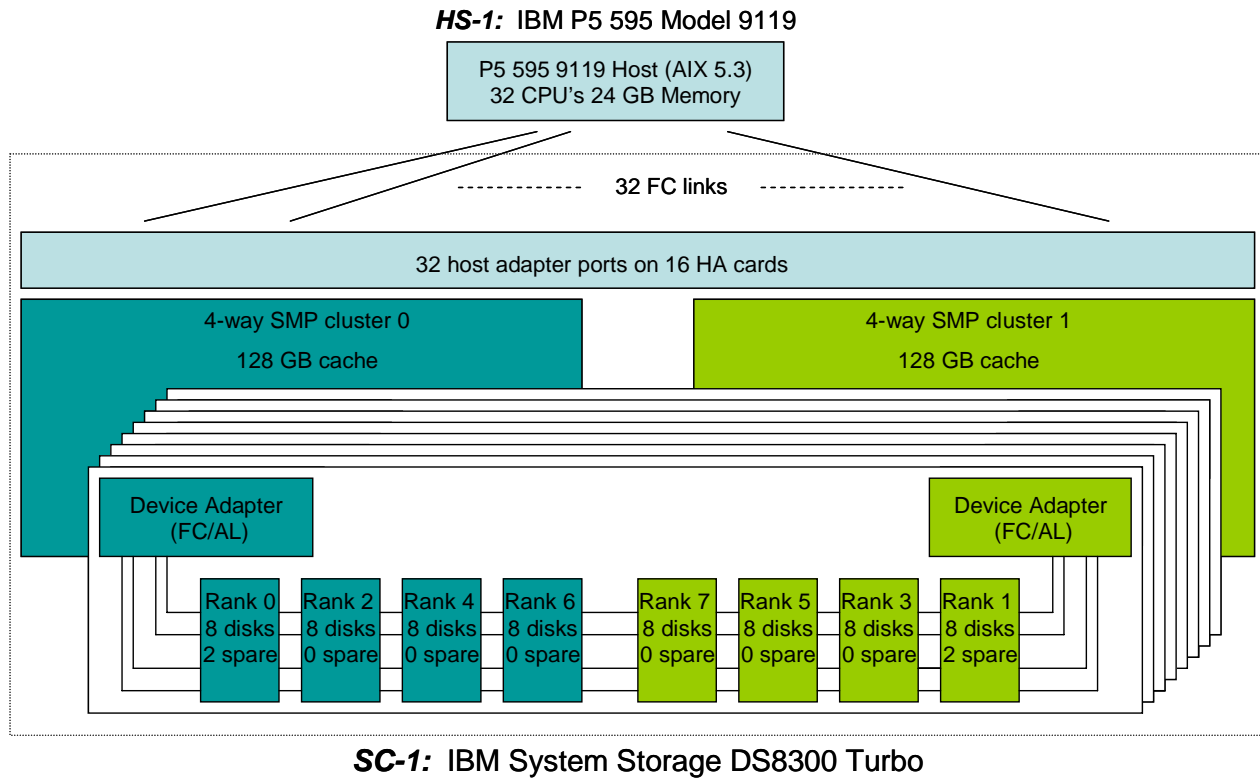 HS-1: IBM P5 595 Model 9119
P5 595 9119 Host (AIX 5.3)
32 CPU's 24 GB Memory
32 FC links
32 host adapter ports on 16 HA cards
4-way SMP cluster 0
128 GB cache
4-way SMP cluster 1
128 GB cache
Device Adapter
(FC/AL)
Device Adapter
(FC/AL)
Rank 0
8 disks
2 spare
Rank 2
8 disks
0 spare
Rank 4
8 disks
0 spare
Rank 6
8 disks
0 spare
Rank 7
8 disks
0 spare
Rank 5
8 disks
0 spare
Rank 3
8 disks
0 spare
Rank 1
8 disks
2 spare
SC-1: IBM System Storage DS8300 Turbo